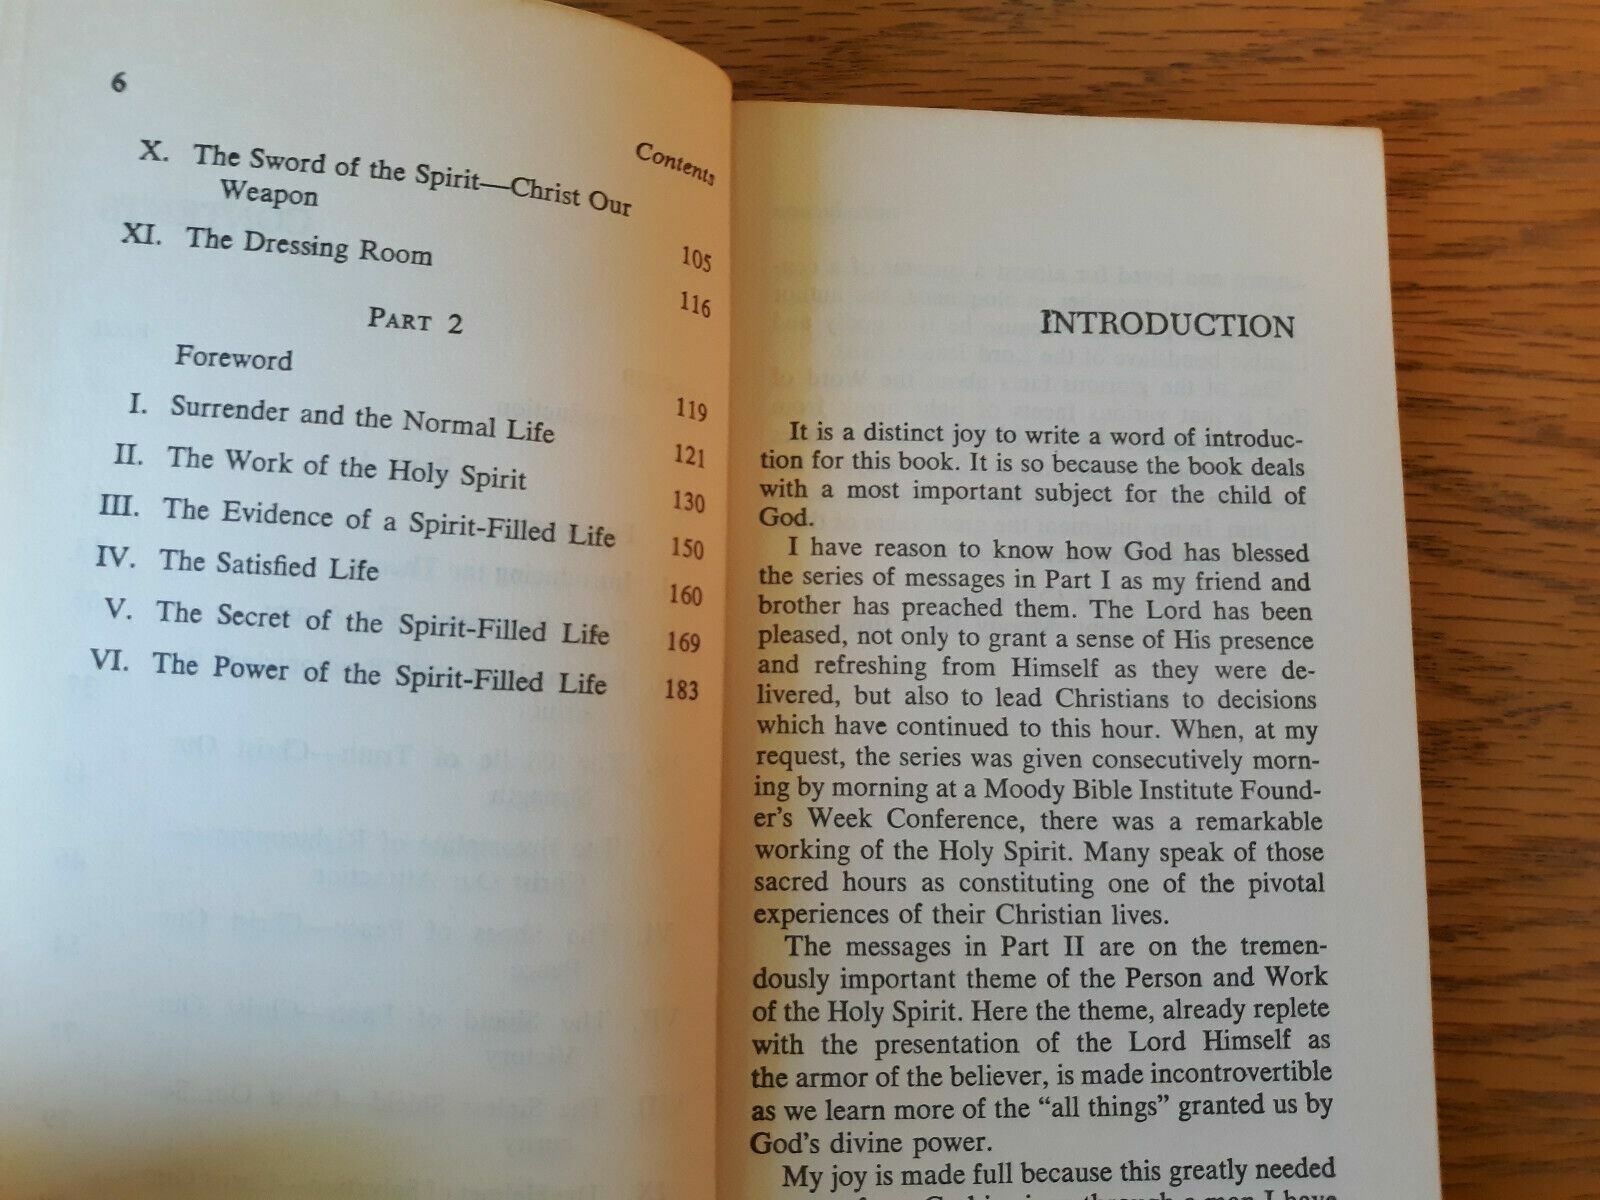 6
Contents
X. The Sword of the Spirit—Christ Our
Weapon 105
XI. The Dressing Room 116
PART 2
Foreword 119
I. Surrender and the Normal Life 121
II. The Work of the Holy Spirit 130
III. The Evidence of a Spirit-Filled Life 150
IV. The Satisfied Life 160
V. The Secret of the Spirit-Filled Life 169
VI. The Power of the Spirit-Filled Life 183
INTRODUCTION
It is a distinct joy to write a word of introduc-
tion for this book. It is so because the book deals
with a most important subject for the child of
God.
I have reason to know how God has blessed
the series of messages in Part I as my friend and
brother has preached them. The Lord has been
pleased, not only to grant a sense of His presence
and refreshing from Himself as they were de-
livered, but also to lead Christians to decisions
which have continued to this hour. When, at my
request, the series was given consecutively morn-
ing by morning at a Moody Bible Institute Found-
er's Week Conference, there was a remarkable
working of the Holy Spirit. Many speak of those
sacred hours as constituting one of the pivotal
experiences of their Christian lives.
The messages in Part II are on the tremen-
dously important theme of the Person and Work
of the Holy Spirit. Here the theme, already replete
with the presentation of the Lord Himself as
the armor of the believer, is made incontrovertible
as we learn more of the “all things” granted us by
God's divine power.
My joy is made full because this greatly needed
through a man I have